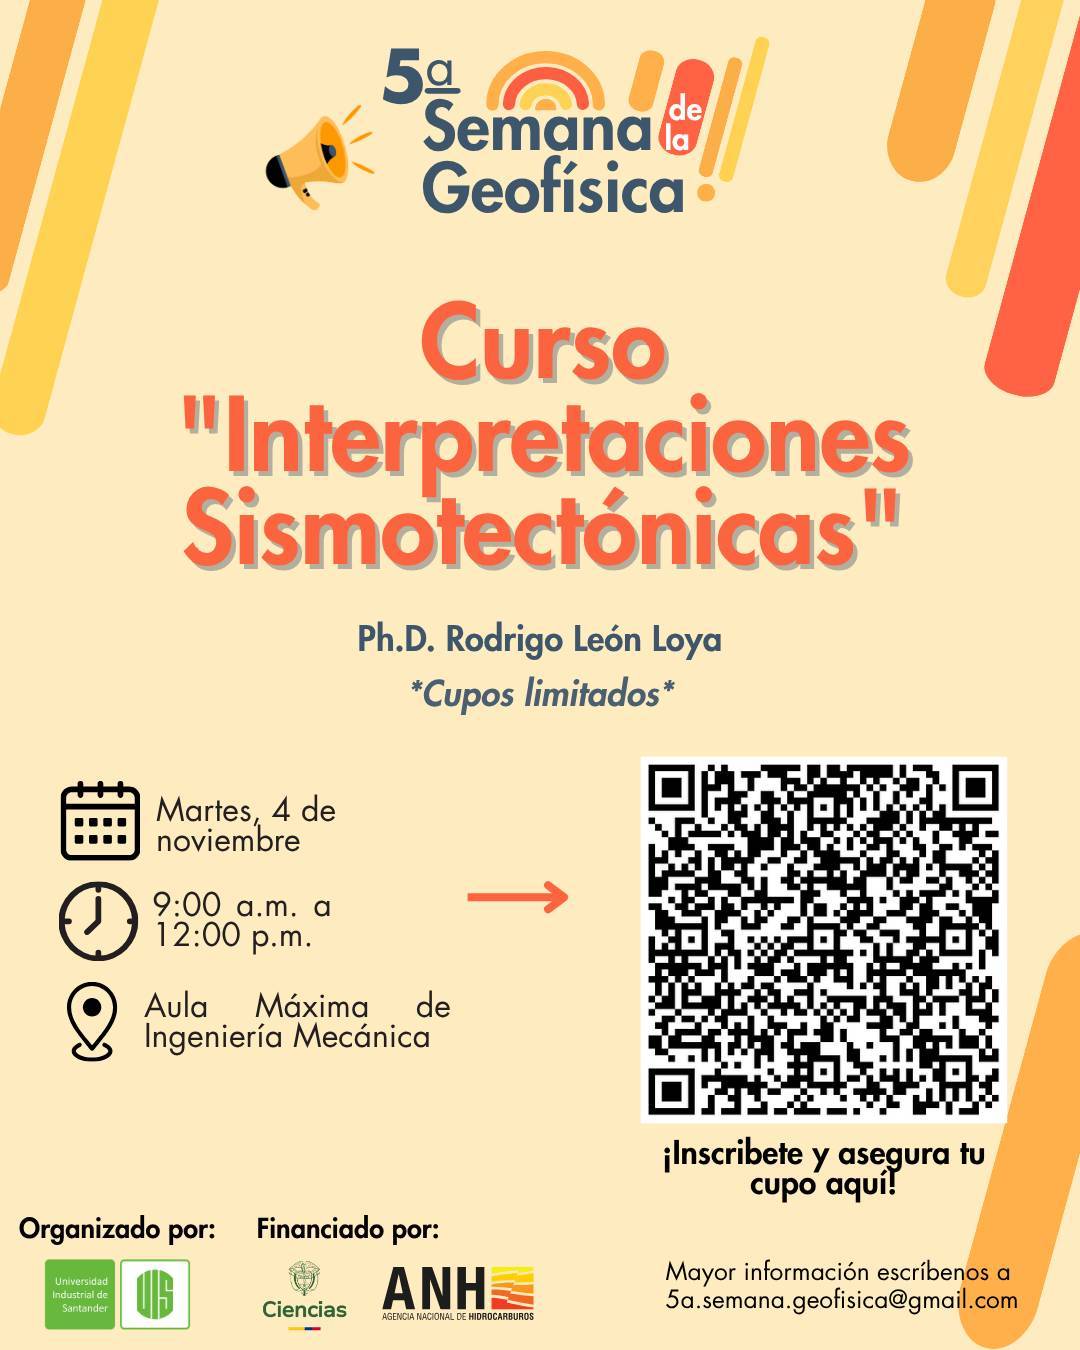 5a
Semana de la
Geofísica
Curso
"Interpretaciones
Sismotectónicas"
Ph.D. Rodrigo León Loya
*Cupos limitados*
Martes, 4 de
noviembre
9:00 a.m. a
12:00 p.m.
Aula Máxima de
Ingeniería Mecánica
¡Inscribete y asegura tu
cupo aquí!
Organizado por:
Universidad
Industrial de
Santander
UIS
Financiado por:
Ciencias
ANH
AGENCIA NACIONAL DE HIDROCARBUROS
Mayor información escríbenos a
5a.semana.geofisica@gmail.com